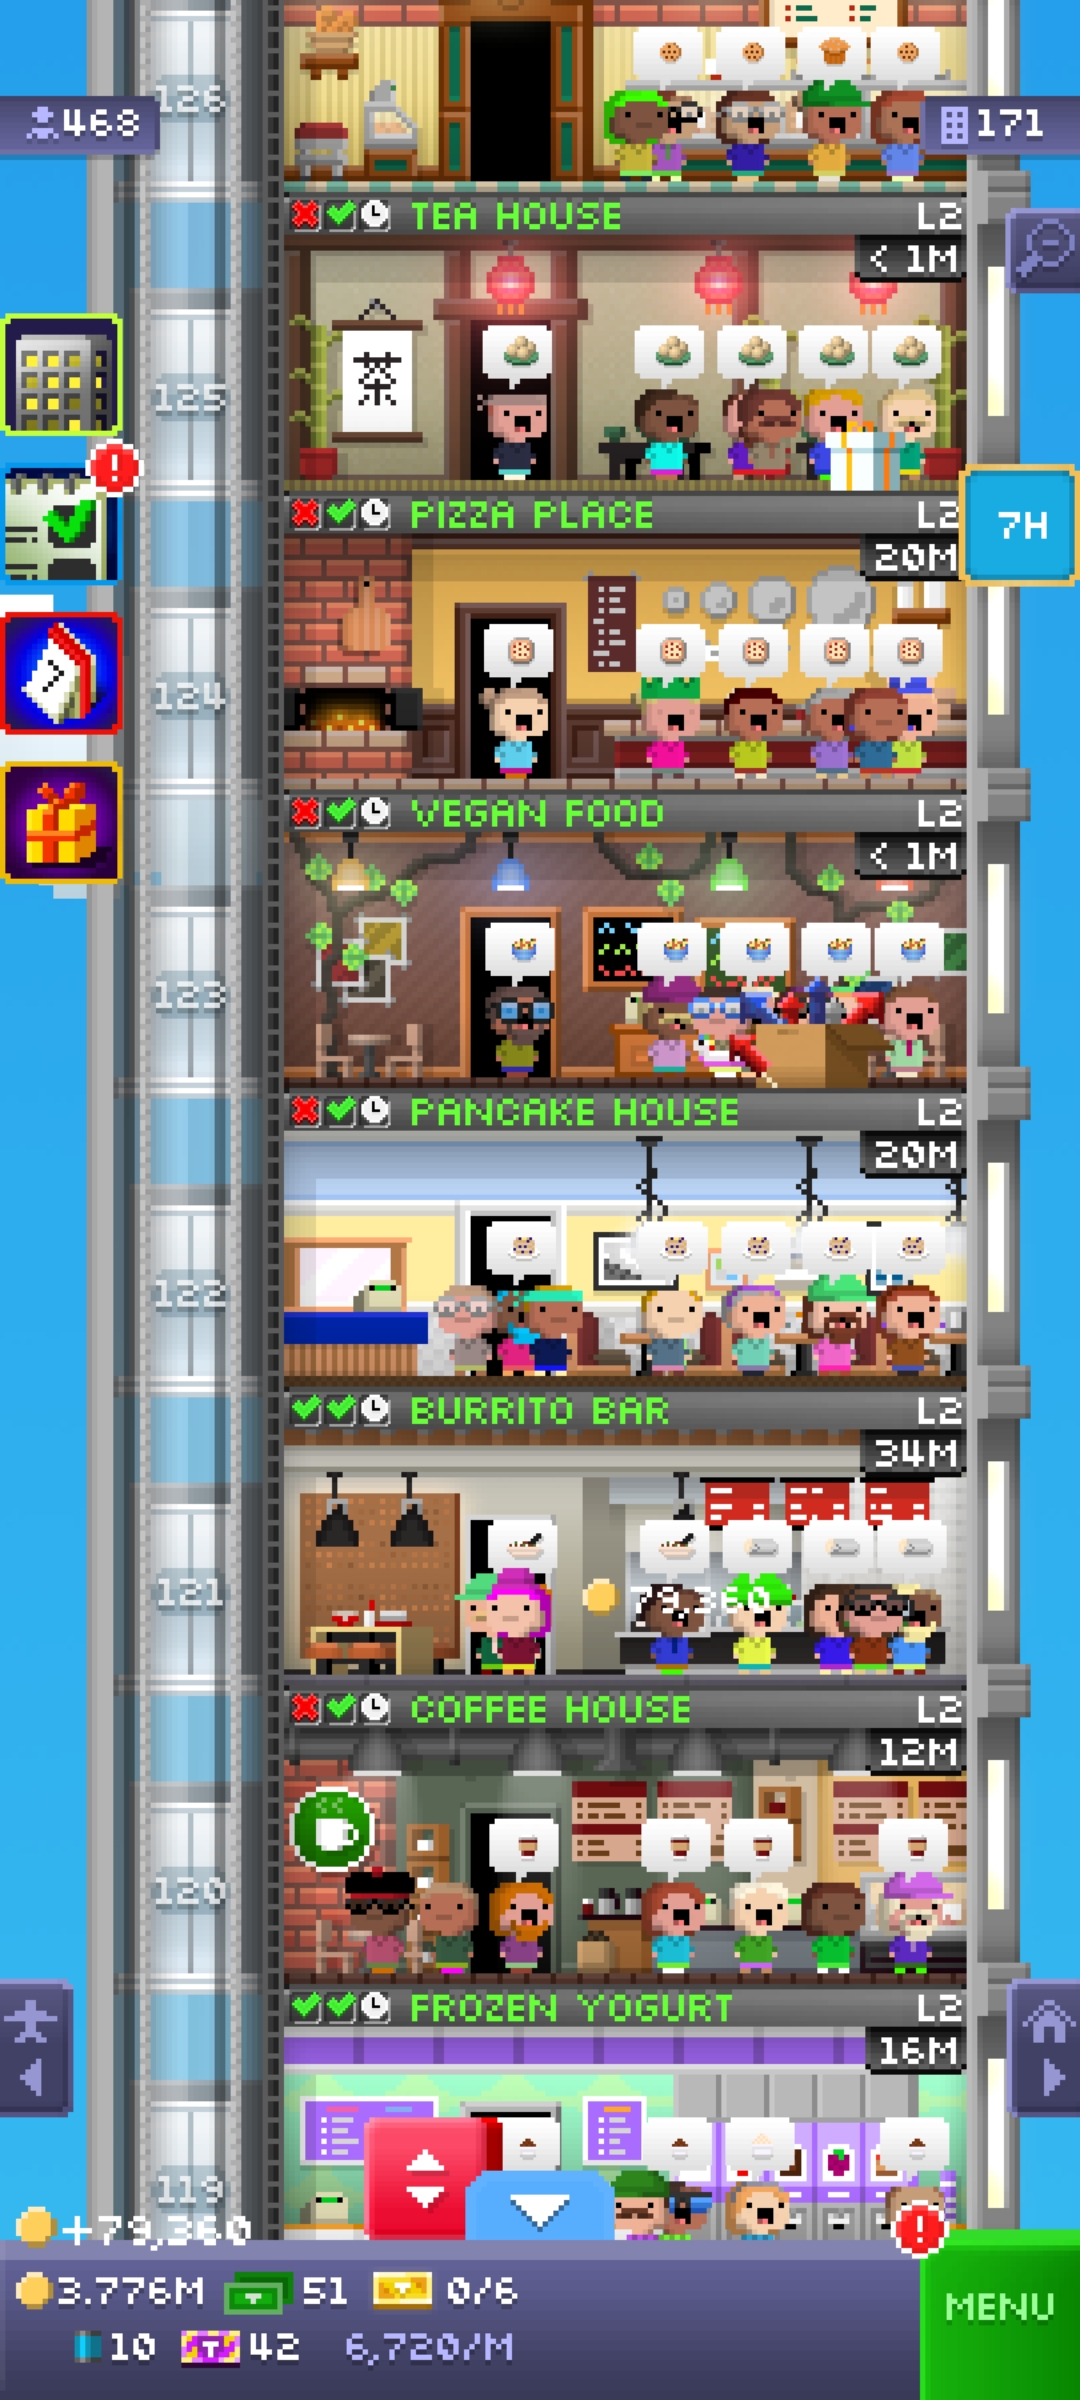 126
468
171
TEA HOUSE L2
< 1M
茶
125
PIZZA PLACE L2
7H
20M
124
VEGAN FOOD L2
< 1M
123
PANCAKE HOUSE L2
20M
122
BURRITO BAR L2
34M
121
79,360
COFFEE HOUSE L2
12M
120
FROZEN YOGURT L2
16M
119
+79,360
3.776M 51 0/6
MENU
10 T 42 6,720/M